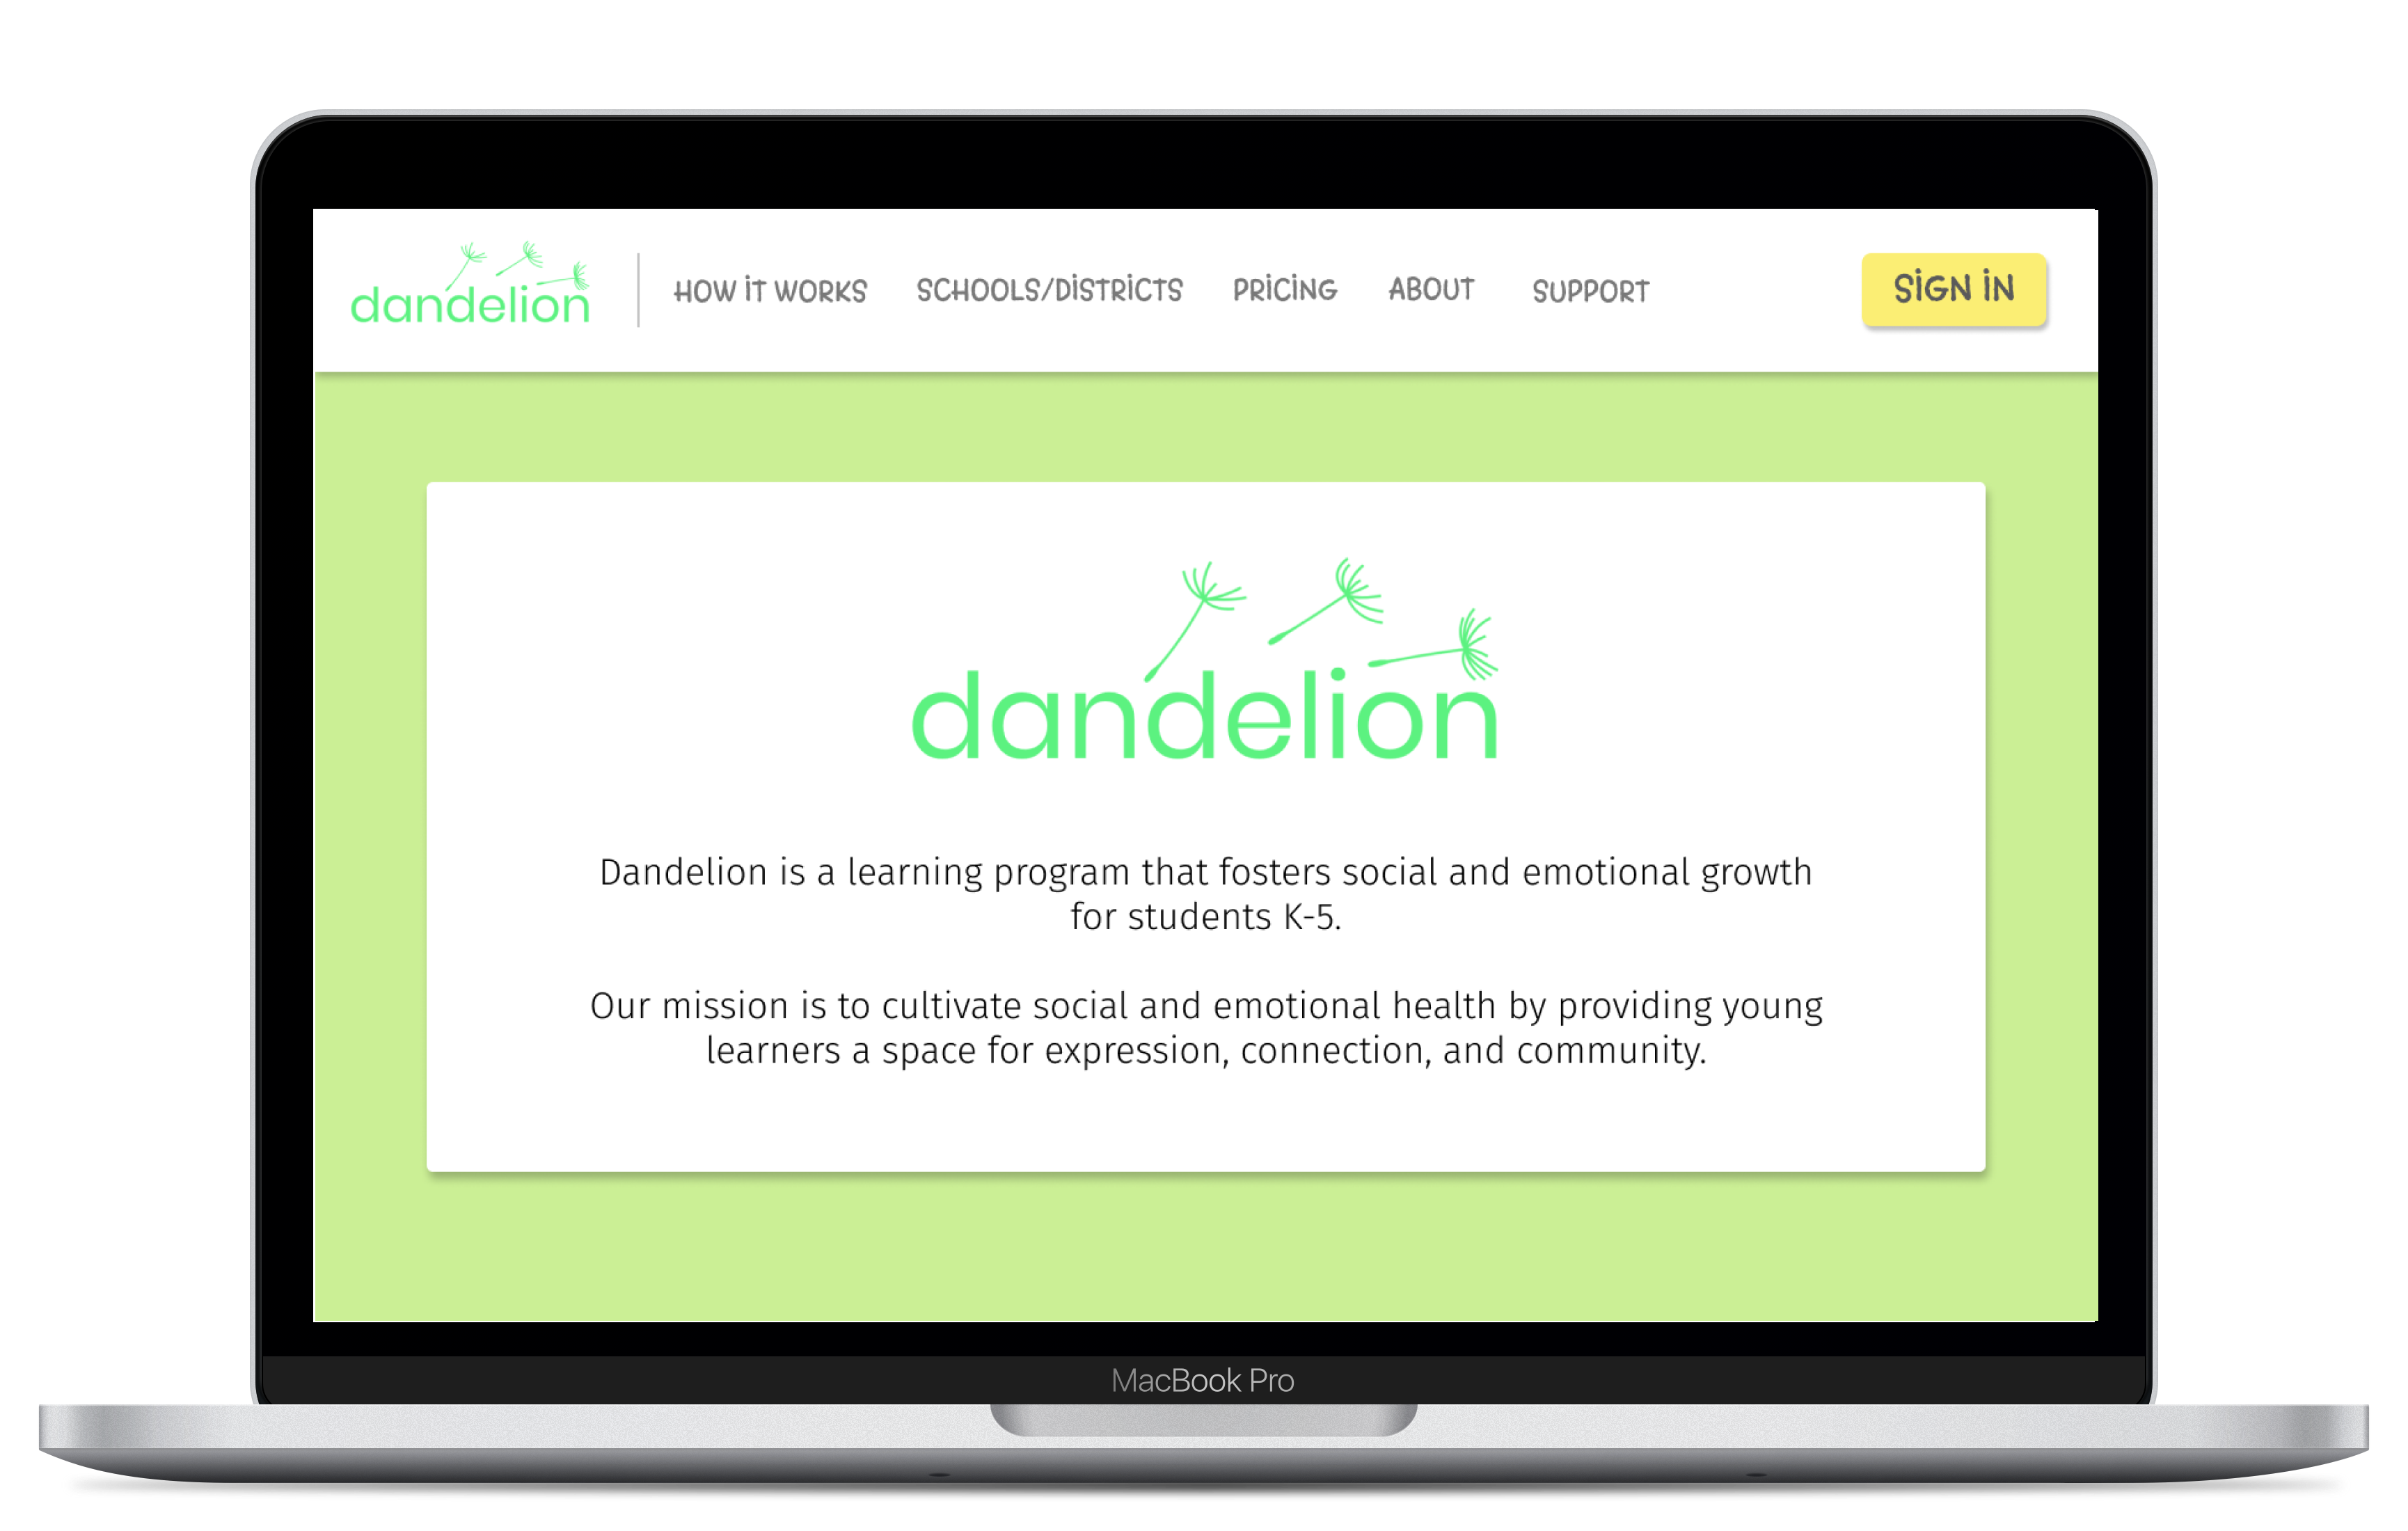 dandelion
HOW iT WORKS
SCHOOLS/DiSTRiCTS
PRiCiNG
ABOUT
SUPPORT
SiGN iN
dandelion
Dandelion is a learning program that fosters social and emotional growth
for students K-5.
Our mission is to cultivate social and emotional health by providing young
learners a space for expression, connection, and community.
MacBook Pro